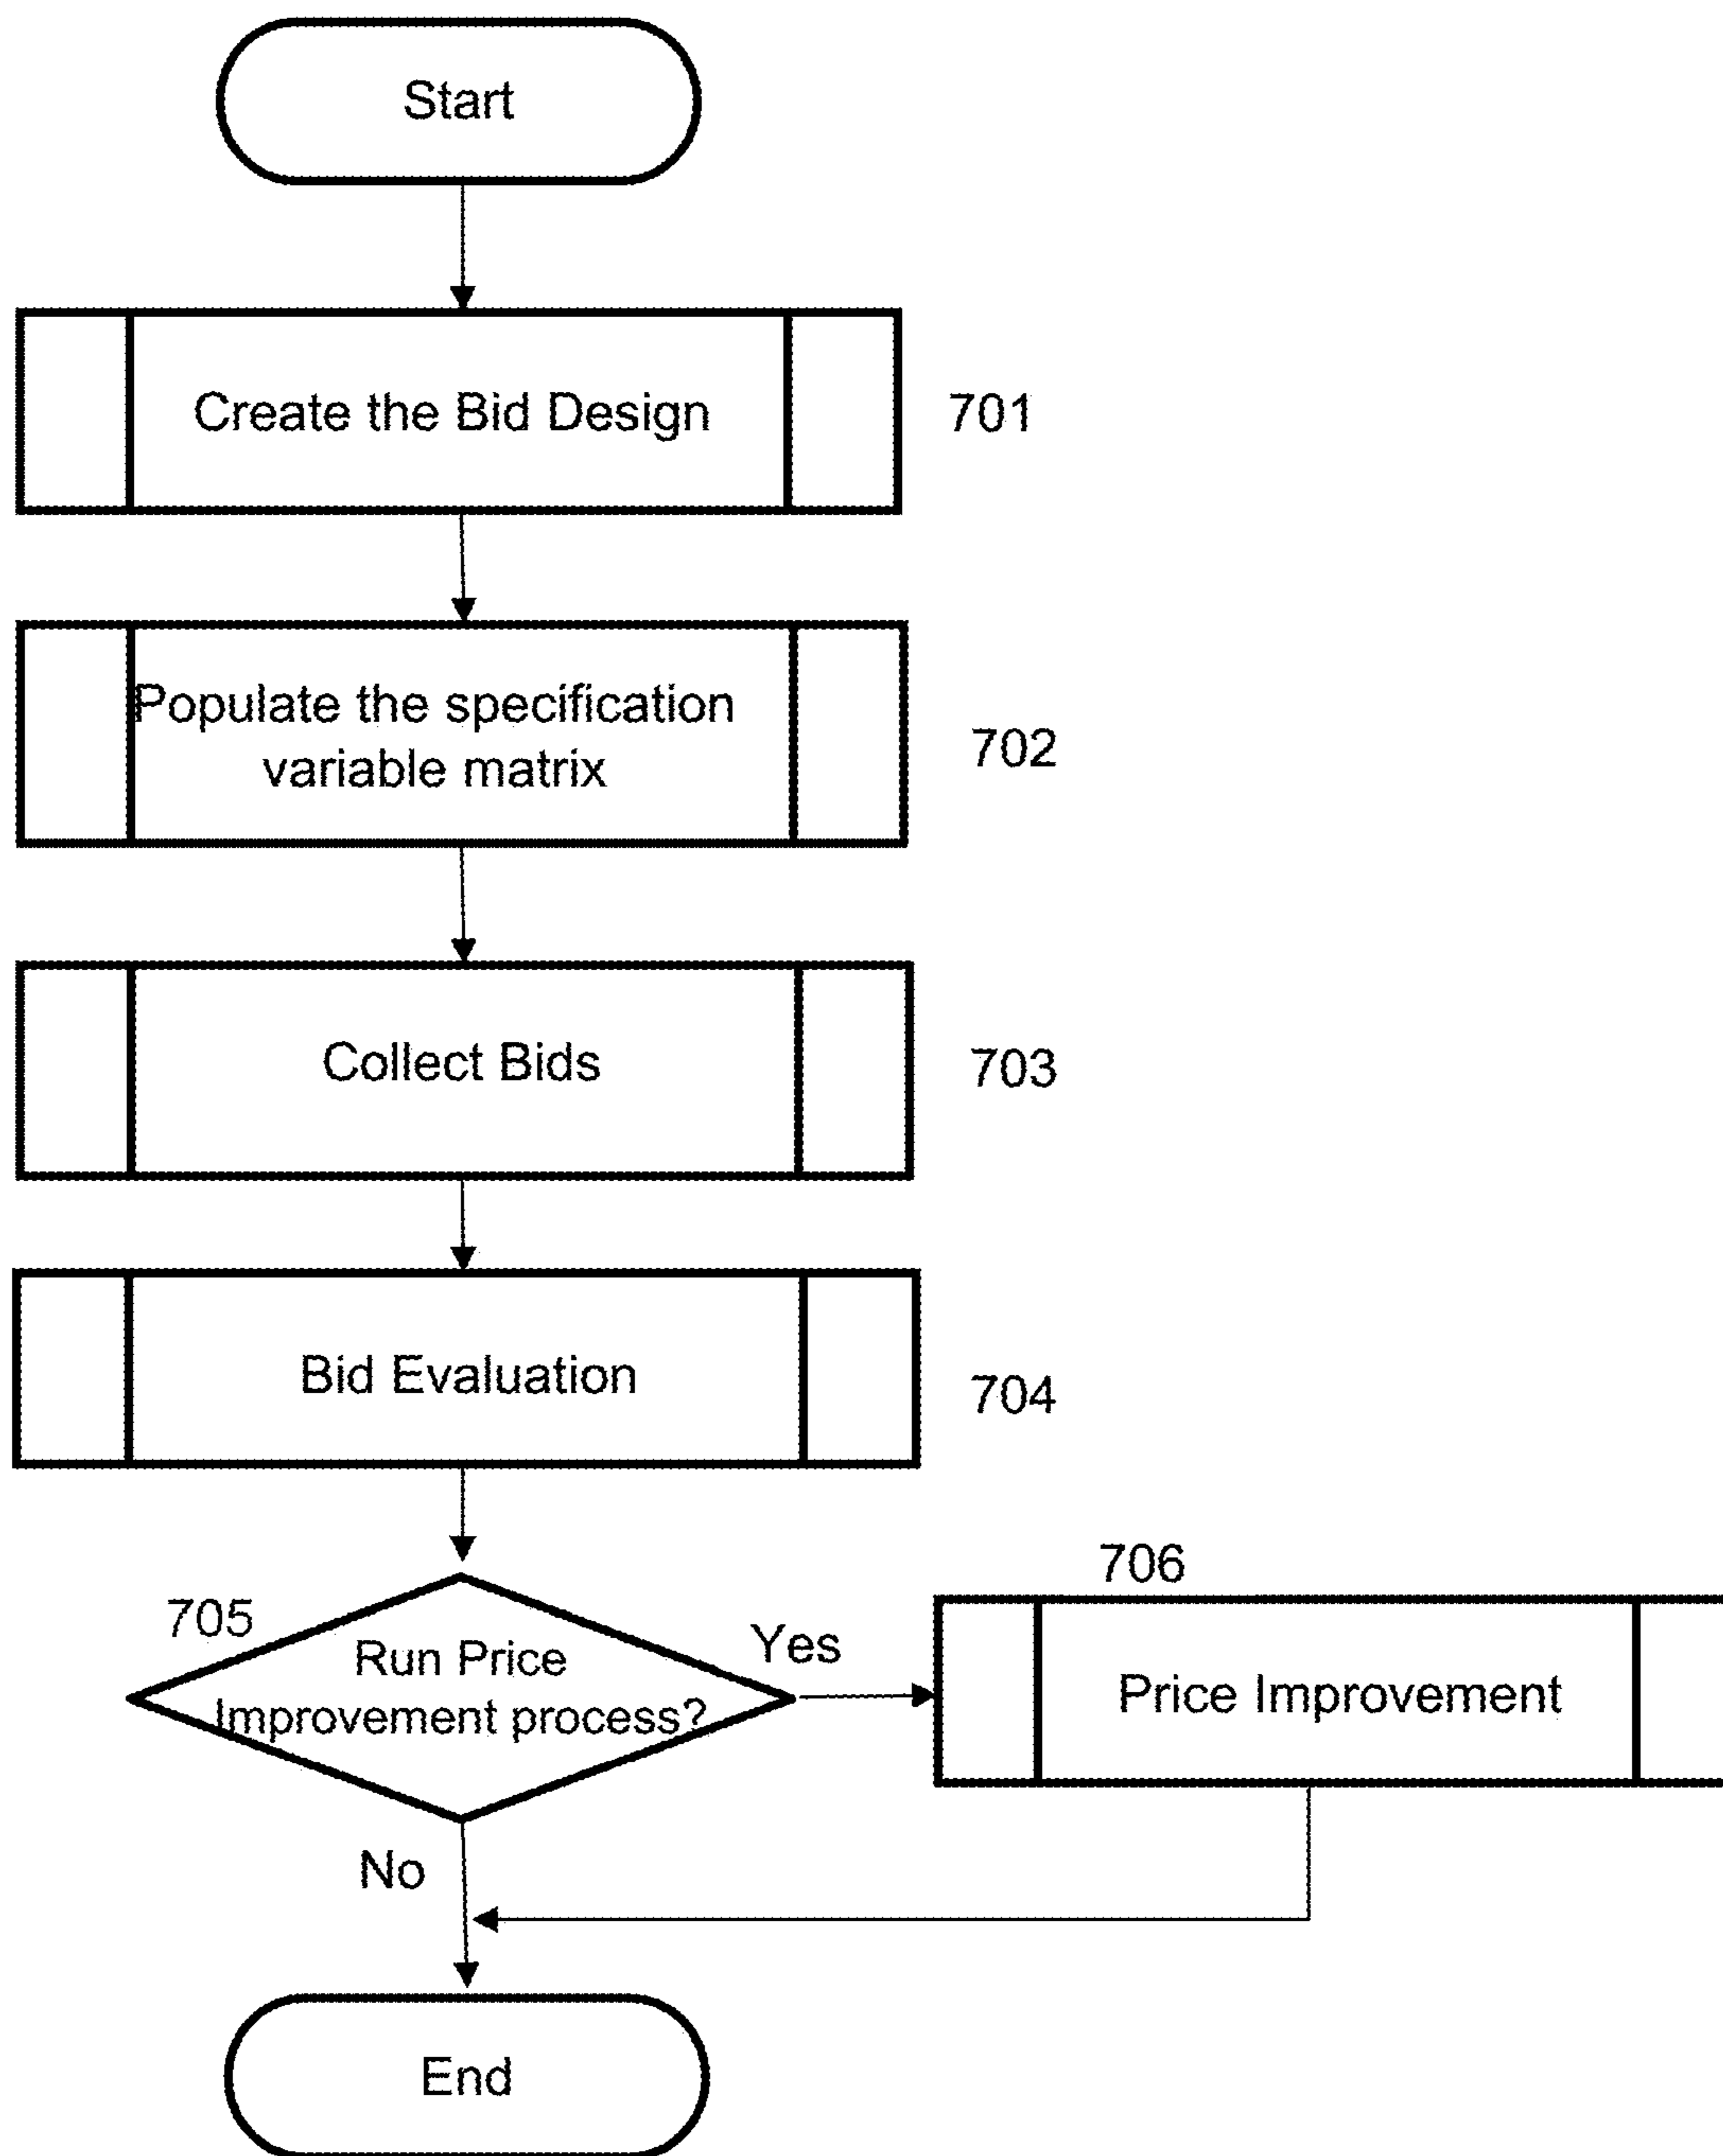 Start
Create the Bid Design
701
Populate the specification
variable matrix
702
Collect Bids
703
Bid Evaluation
704
705
Run Price
Improvement process?
Yes
706
Price Improvement
No
End